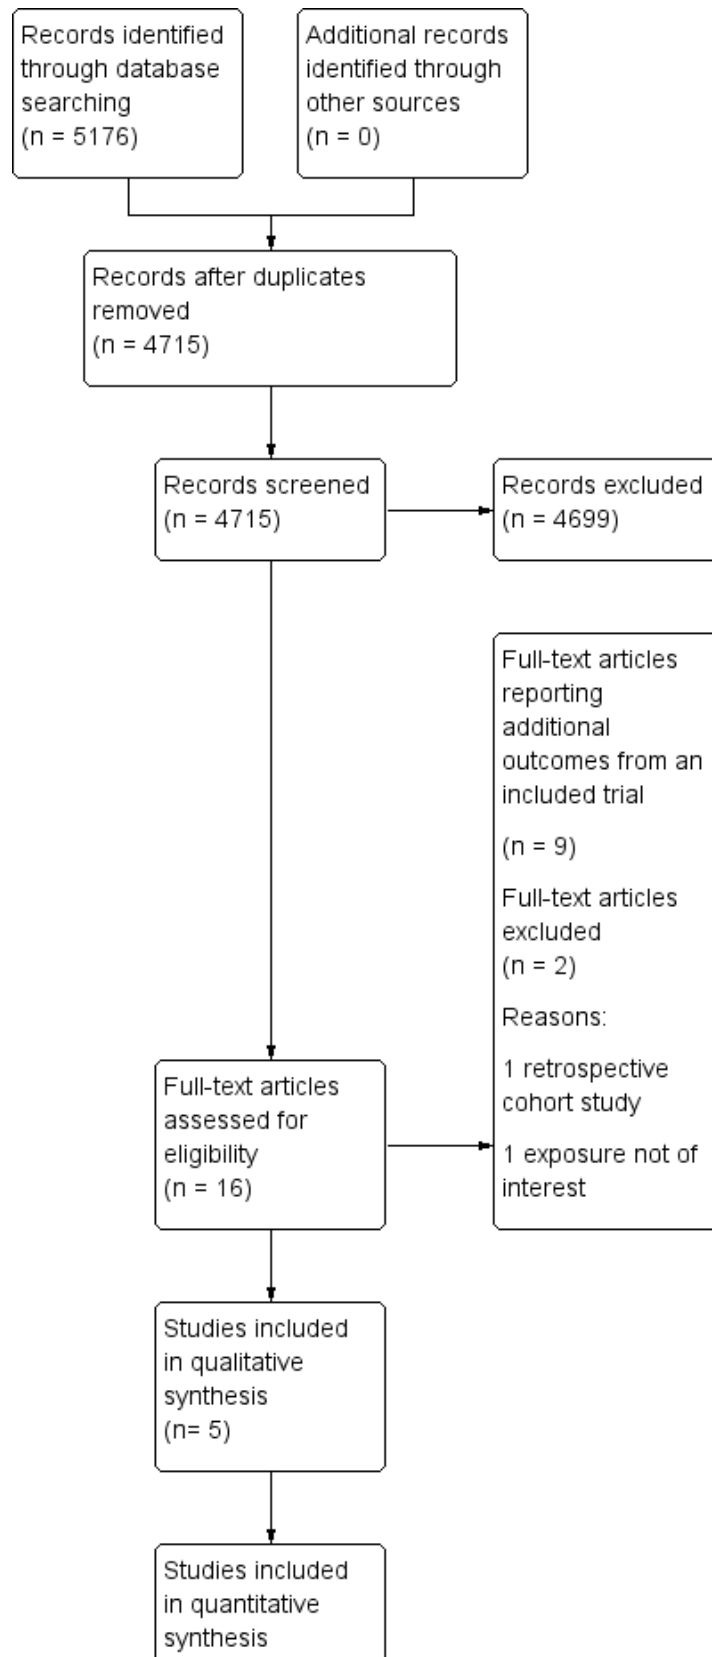 Records identified
through database
searching
(n = 5176)
Additional records
identified through
other sources
(n = 0)
Records after duplicates
removed
(n = 4715)
Records screened
(n = 4715)
Records excluded
(n = 4699)
Full-text articles
reporting
additional
outcomes from an
included trial
(n = 9)
Full-text articles
excluded
(n = 2)
Reasons:
1 retrospective
cohort study
1 exposure not of
interest
Full-text articles
assessed for
eligibility
(n = 16)
Studies included
in qualitative
synthesis
(n= 5)
Studies included
in quantitative
synthesis